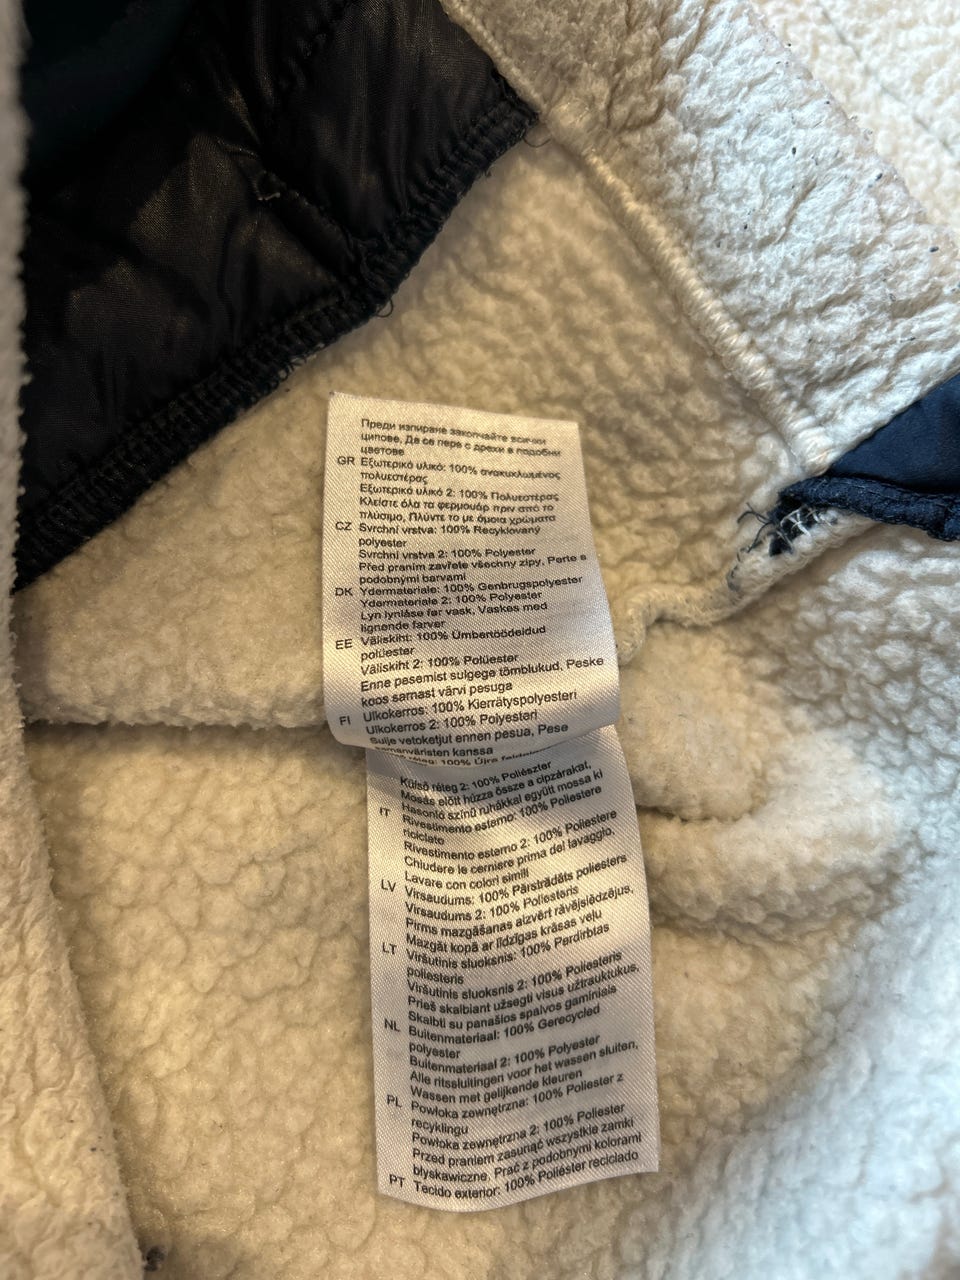 Преди изпиране закопчайте всички
ципове, Да се пере с дрехи в подобни
цветове
GR Εξωτερικό υλικό: 100% ανακυκλωμένος
πολυεστέρας
Εξωτερικό υλικό 2: 100% Πολυεστέρας
Κλείστε όλα τα φερμουάρ πριν από το
πλύσιμο, Πλύντε το με όμοια χρώματα
CZ Svrchní vrstva: 100% Recyklovaný
polyester
Svrchní vrstva 2: 100% Polyester
Před praním zavřete všechny zipy, Perte s
podobnými barvami
DK Ydermateriale: 100% Genbrugspolyester
Ydermateriale 2: 100% Polyester
Lyn lynlåse før vask, Vaskes med
lignende farver
EE Väliskiht: 100% Ümbertöödeldud
polüester
Väliskiht 2: 100% Polüester
Enne pesemist sulgege tõmblukud, Peske
koos samast värvi pesuga
FI Ulkokerros: 100% Kierrätyspolyesteri
Ulkokerros 2: 100% Polyesteri
Sulje vetoketjut ennen pesua, Pese
samanväristen kanssa
réteg: 100% Újra
Külső réteg 2: 100% Poliészter
Mosás előtt húzza össze a cipzárakat,
Hasonló színű ruhákkal együtt mossa ki
IT Rivestimento esterno: 100% Poliestere
riciclato
Rivestimento esterno 2: 100% Poliestere
Chiudere le cerniere prima del lavaggio.
Lavare con colori simili
LV Virsaudums: 100% Pārstrādāts poliesters
Virsaudums 2: 100% Poliesteris
Pirms mazgāšanas aizvērt rāvējslēdzējus,
Mazgāt kopā ar līdzīgas krāsas veļu
LT Viršutinis sluoksnis: 100% Perdirbtas
poliesteris
Viršutinis sluoksnis 2: 100% Poliesteris
Prieš skalbiant užsegti visus užtrauktukus,
Skalbti su panašios spalvos gaminiais
NL Buitenmateriaal: 100% Gerecycled
polyester
Buitenmateriaal 2: 100% Polyester
Alle ritssluitingen voor het wassen sluiten,
Wassen met gelijkende kleuren
PL Powłoka zewnętrzna: 100% Poliester z
recyklingu
Powłoka zewnętrzna 2: 100% Poliester
Przed praniem zasunąć wszystkie zamki
błyskawiczne, Prać z podobnymi kolorami
PT Tecido exterior: 100% Poliéster reciclado